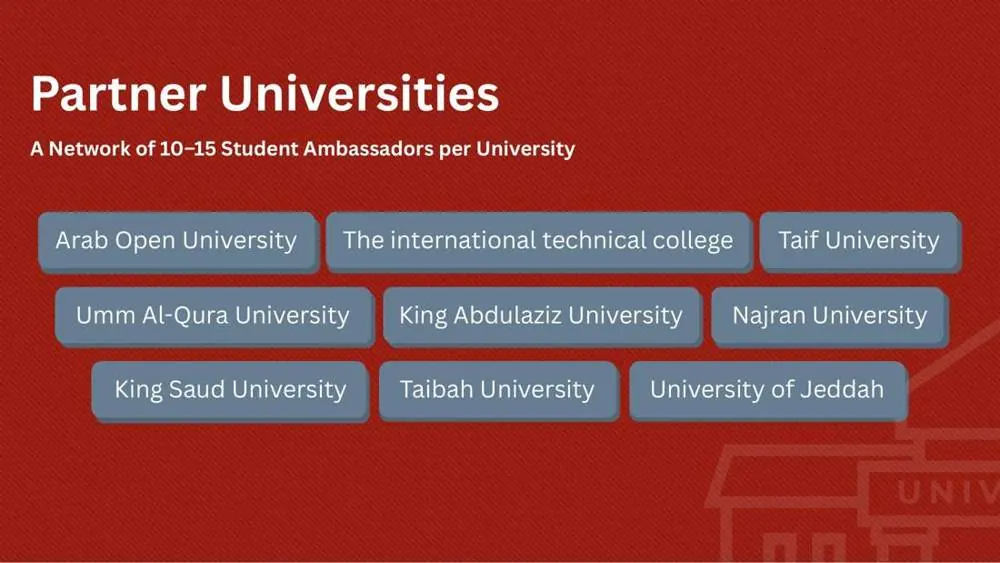 Partner Universities
A Network of 10–15 Student Ambassadors per University
Arab Open University
The international technical college
Taif University
Umm Al-Qura University
King Abdulaziz University
Najran University
King Saud University
Taibah University
University of Jeddah
UNIV